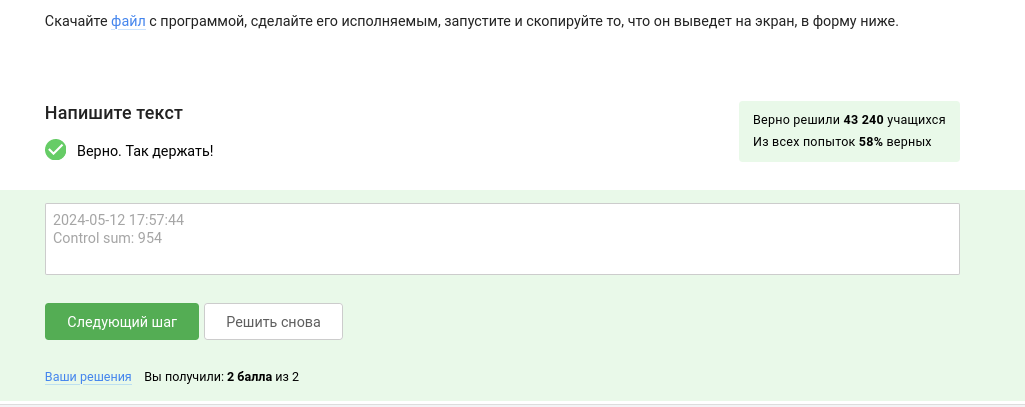 Скачайте файл с программой, сделайте его исполняемым, запустите и скопируйте то, что он выведет на экран, в форму ниже.
Напишите текст
Верно. Так держать!
Верно решили 43 240 учащихся
Из всех попыток 58% верных
2024-05-12 17:57:44
Control sum: 954
Следующий шаг
Решить снова
Ваши решения Вы получили: 2 балла из 2